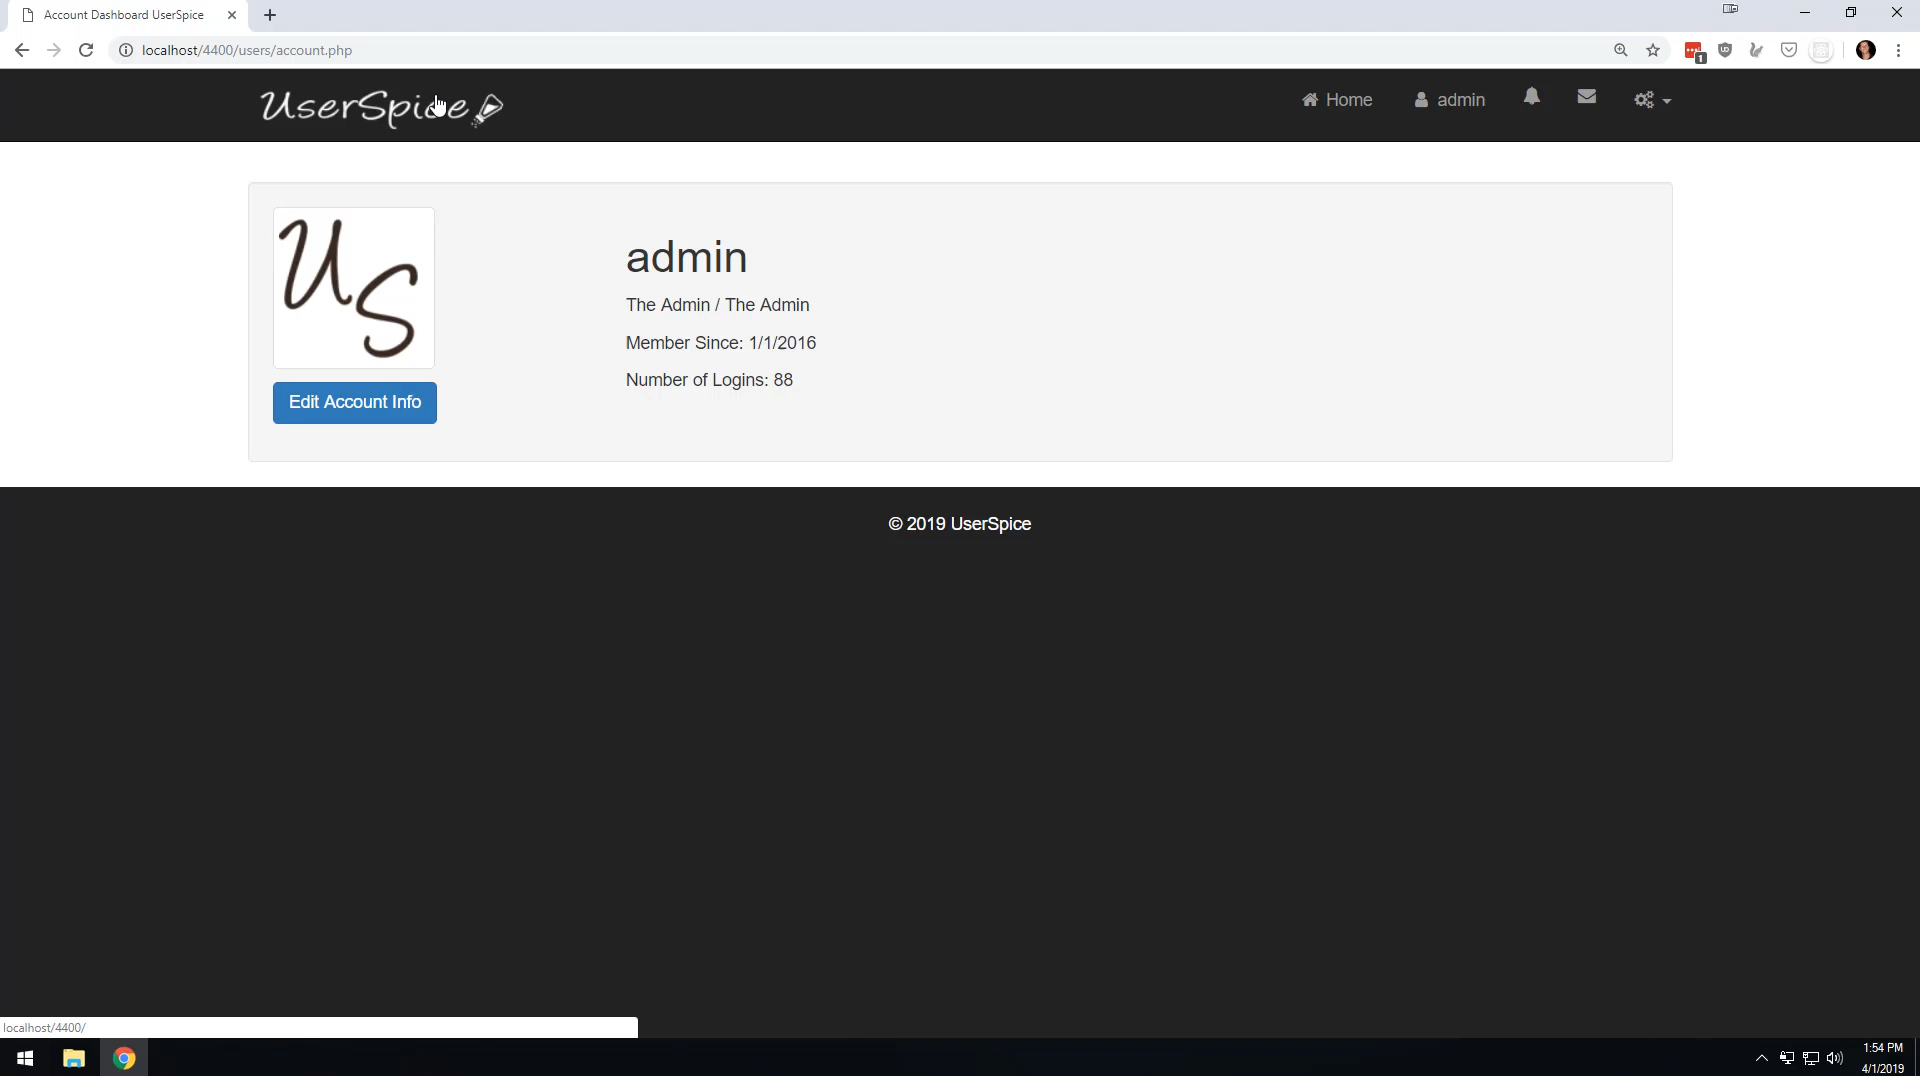 Account Dashboard UserSpice
localhost/4400/users/account.php
1
UserSpice
Home
admin
US
admin
The Admin / The Admin
Member Since: 1/1/2016
Number of Logins: 88
Edit Account Info
© 2019 UserSpice
localhost/4400/
1:54 PM
4/1/2019